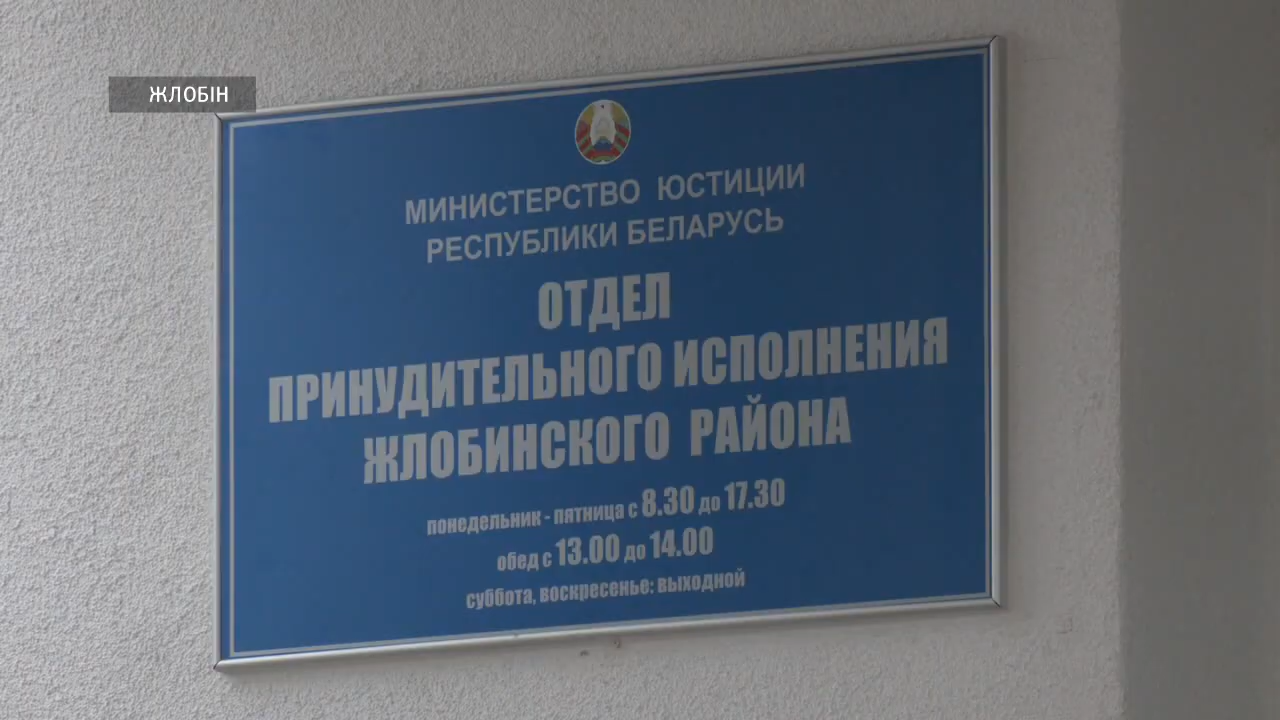 ЖЛОБІН
МИНИСТЕРСТВО ЮСТИЦИИ
РЕСПУБЛИКИ БЕЛАРУСЬ
ОТДЕЛ
ПРИНУДИТЕЛЬНОГО ИСПОЛНЕНИЯ
ЖЛОБИНСКОГО РАЙОНА
понедельник - пятница с 8.30 до 17.30
обед с 13.00 до 14.00
суббота, воскресенье: выходной